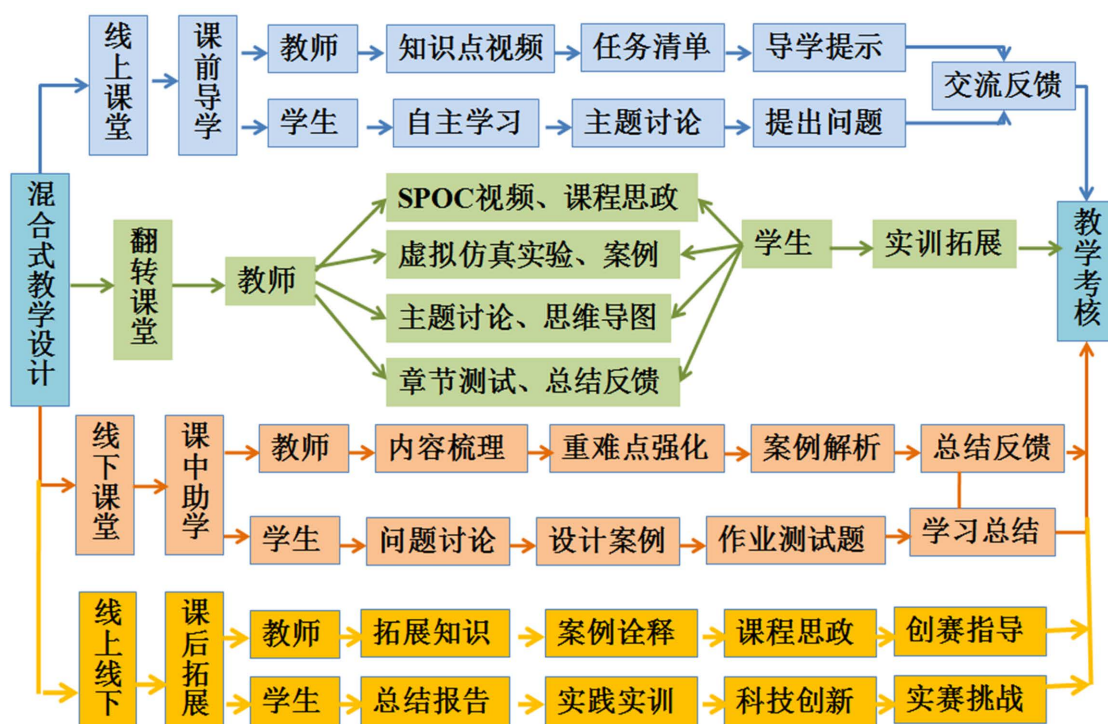 混合式教学设计
线上课堂
课前导学
教师
知识点视频
任务清单
导学提示
学生
自主学习
主题讨论
提出问题
交流反馈
翻转课堂
教师
SPOC视频、课程思政
虚拟仿真实验、案例
主题讨论、思维导图
章节测试、总结反馈
学生
实训拓展
教学考核
线下课堂
课中助学
教师
内容梳理
重难点强化
案例解析
总结反馈
学生
问题讨论
设计案例
作业测试题
学习总结
线上线下
课后拓展
教师
拓展知识
案例诠释
课程思政
创赛指导
学生
总结报告
实践实训
科技创新
实赛挑战